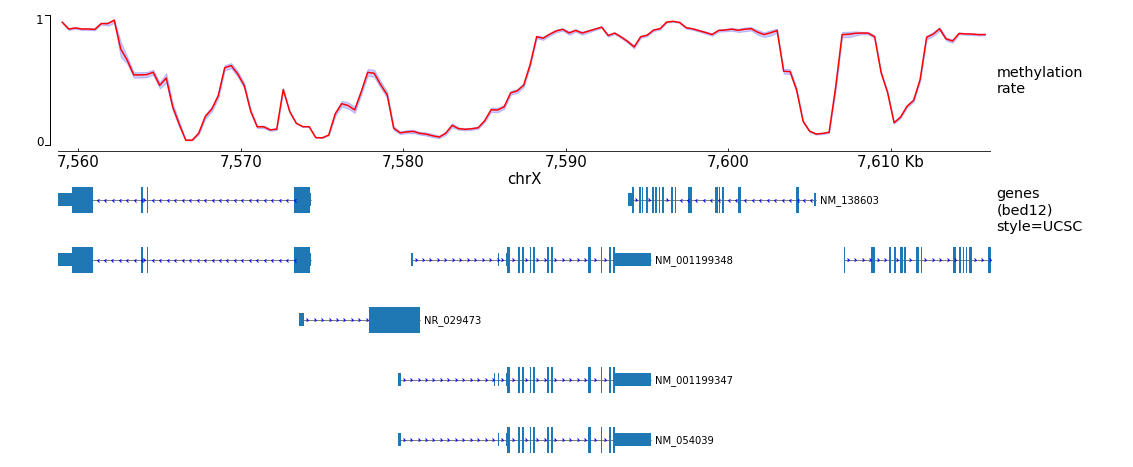 1
methylation
rate
0
7,560 7,570 7,580 7,590 7,600 7,610 Kb
chrX
genes
(bed12)
style=UCSC
NM_138603
NM_001199348
NR_029473
NM_001199347
NM_054039